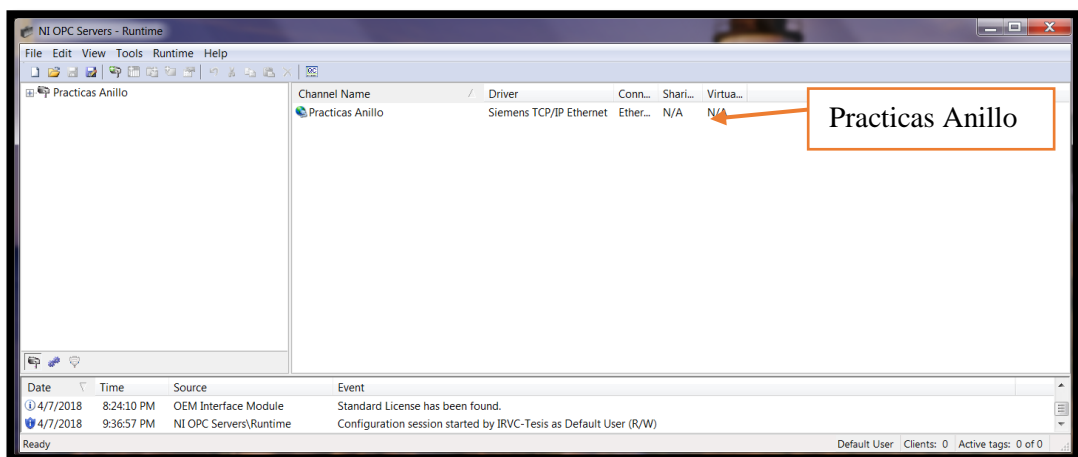 NI OPC Servers - Runtime
File Edit View Tools Runtime Help
Practicas Anillo
Channel Name Driver Conn... Shari... Virtua...
Practicas Anillo Siemens TCP/IP Ethernet Ether... N/A N/A
Practicas Anillo
Date Time Source Event
4/7/2018 8:24:10 PM OEM Interface Module Standard License has been found.
4/7/2018 9:36:57 PM NI OPC Servers\Runtime Configuration session started by IRVC-Tesis as Default User (R/W)
Ready Default User Clients: 0 Active tags: 0 of 0